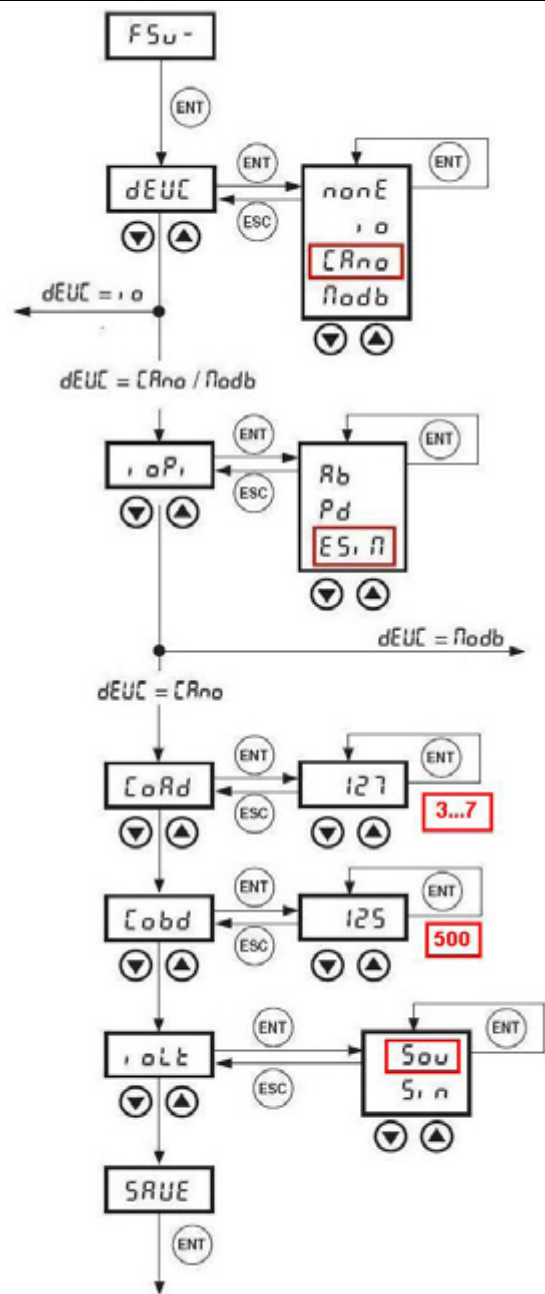 FSu-
ENT
dEUC
ENT
ESC
ENT
nonE
io
CAno
Modb
dEUC = io
dEUC = CAno / Modb
ioPi
ENT
ESC
ENT
Ab
Pd
ESiM
dEUC = Modb
dEUC = CAno
CoAd
ENT
ESC
127
ENT
3...7
Cobd
ENT
ESC
125
ENT
500
ioLt
ENT
ESC
Sou
Sin
ENT
SAUE
ENT